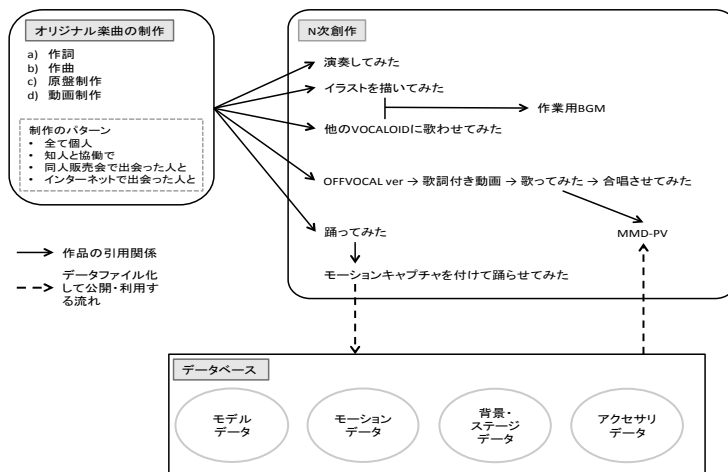 オリジナル楽曲の制作
a) 作詞
b) 作曲
c) 原盤制作
d) 動画制作
制作のパターン
• 全て個人
• 知人と協働で
• 同人販売会で出会った人と
• インターネットで出会った人と
N次創作
演奏してみた
イラストを描いてみた
作業用BGM
他のVOCALOIDに歌わせてみた
OFFVOCAL ver → 歌詞付き動画 → 歌ってみた → 合唱させてみた
踊ってみた
MMD-PV
モーションキャプチャを付けて踊らせてみた
作品の引用関係
データファイル化
して公開・利用す
る流れ
データベース
モデル
データ
モーション
データ
背景・
ステージ
データ
アクセサリ
データ